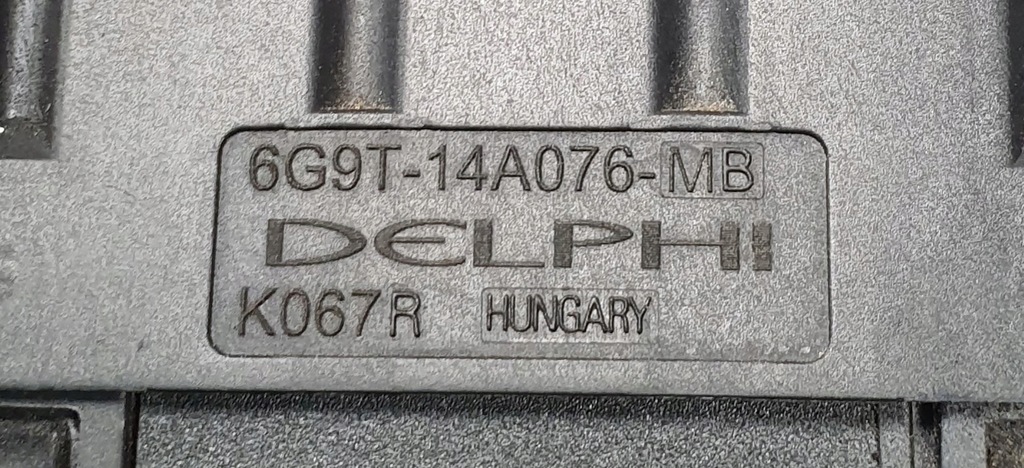 6G9T-14A076-MB
DELPHI
K067R HUNGARY